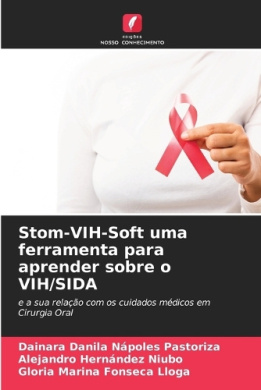 edições
NOSSO CONHECIMENTO
Stom-VIH-Soft uma
ferramenta para
aprender sobre o
VIH/SIDA
e a sua relação com os cuidados médicos em
Cirurgia Oral
Dainara Danila Nápoles Pastoriza
Alejandro Hernández Niubo
Gloria Marina Fonseca Lloga